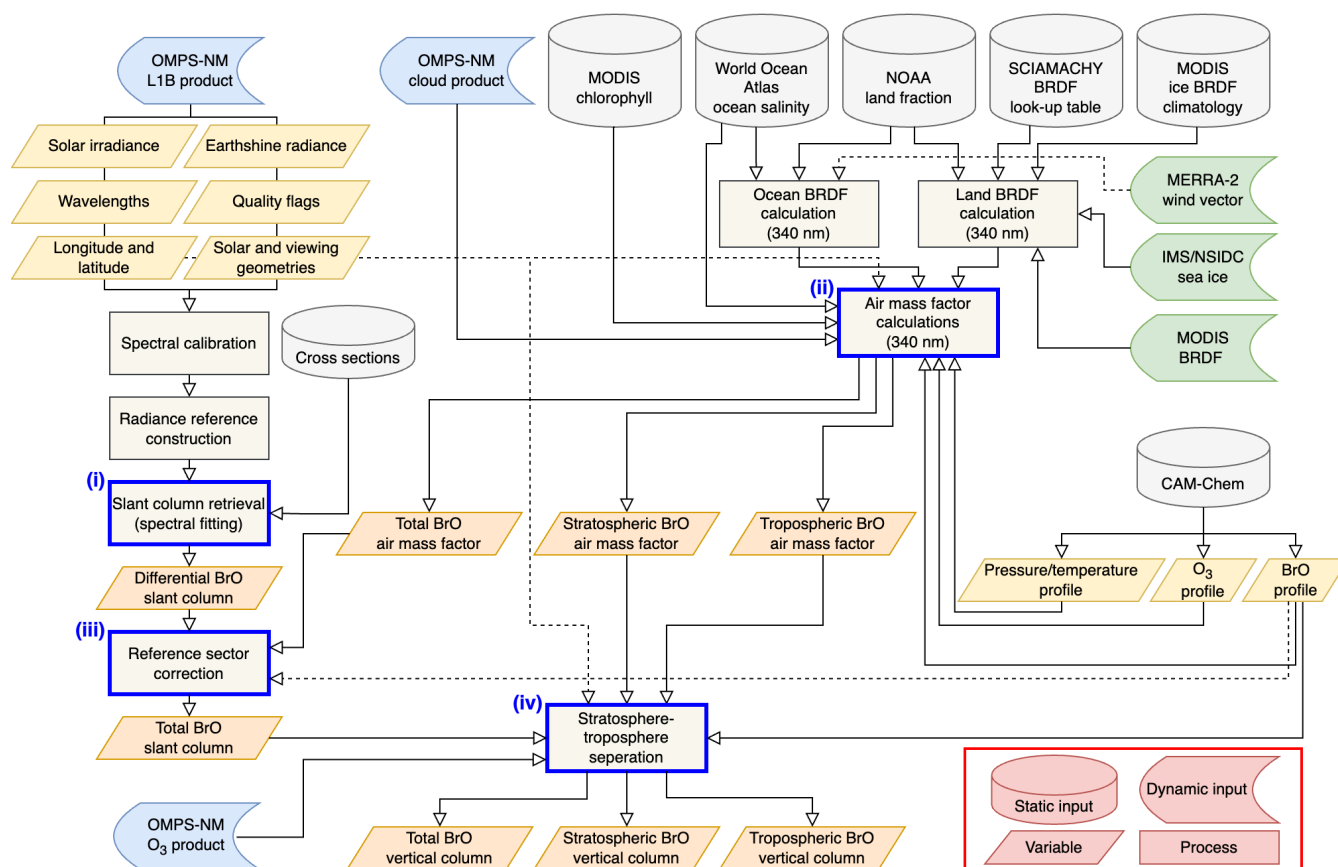 OMPS-NM
L1B product
OMPS-NM
cloud product
MODIS
chlorophyll
World Ocean
Atlas
ocean salinity
NOAA
land fraction
SCIAMACHY
BRDF
look-up table
MODIS
ice BRDF
climatology
Solar irradiance
Earthshine radiance
Wavelengths
Quality flags
Longitude and
latitude
Solar and viewing
geometries
Ocean BRDF
calculation
(340 nm)
Land BRDF
calculation
(340 nm)
MERRA-2
wind vector
IMS/NSIDC
sea ice
MODIS
BRDF
(ii)
Air mass factor
calculations
(340 nm)
Spectral calibration
Cross sections
Radiance reference
construction
(i)
Slant column retrieval
(spectral fitting)
Total BrO
air mass factor
Stratospheric BrO
air mass factor
Tropospheric BrO
air mass factor
CAM-Chem
Pressure/temperature
profile
O3
profile
BrO
profile
Differential BrO
slant column
(iii)
Reference sector
correction
Total BrO
slant column
(iv)
Stratosphere-
troposphere
seperation
OMPS-NM
O3 product
Total BrO
vertical column
Stratospheric BrO
vertical column
Tropospheric BrO
vertical column
Static input
Dynamic input
Variable
Process